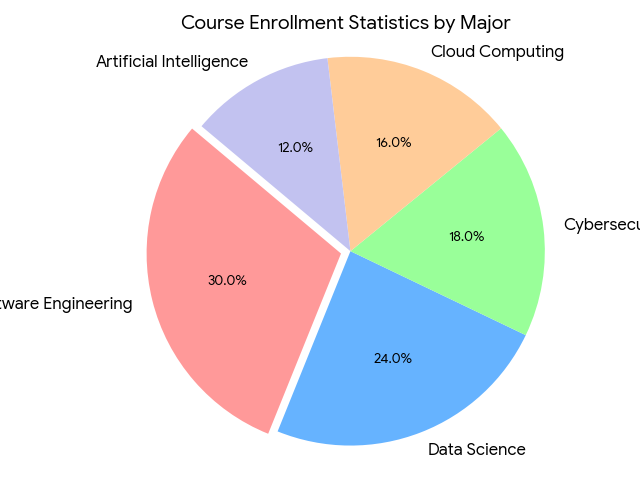 Course Enrollment Statistics by Major
Cloud Computing
Artificial Intelligence
16.0%
12.0%
Cybersecu
18.0%
30.0%
tware Engineering
24.0%
Data Science